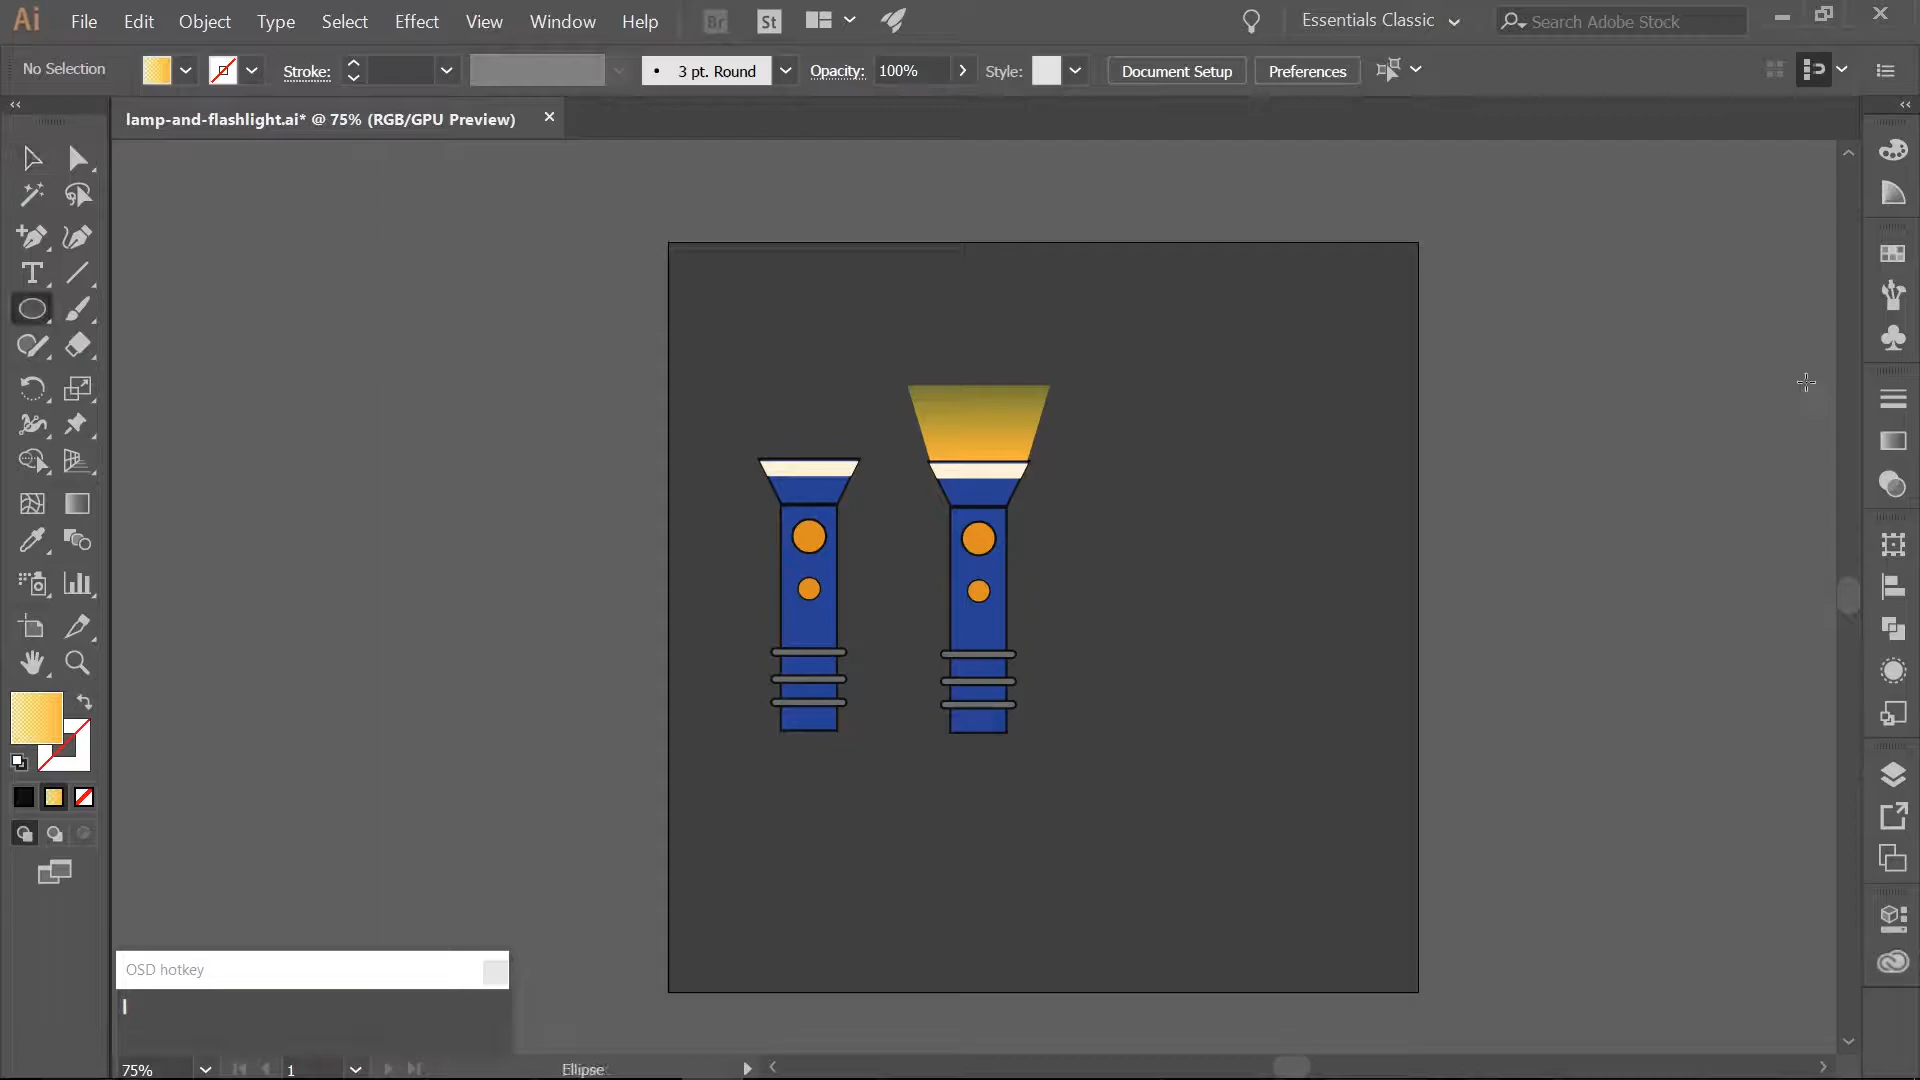 Ai File Edit Object Type Select Effect View Window Help Br St Essentials Classic Search Adobe Stock
No Selection Stroke: 3 pt. Round Opacity: 100% Style: Document Setup Preferences
lamp-and-flashlight.ai* @ 75% (RGB/GPU Preview)
OSD hotkey
75% 1 Ellipse